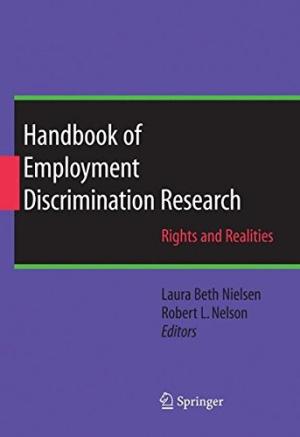 Handbook of
Employment
Discrimination Research
Rights and Realities
Laura Beth Nielsen
Robert L. Nelson
Editors
Springer